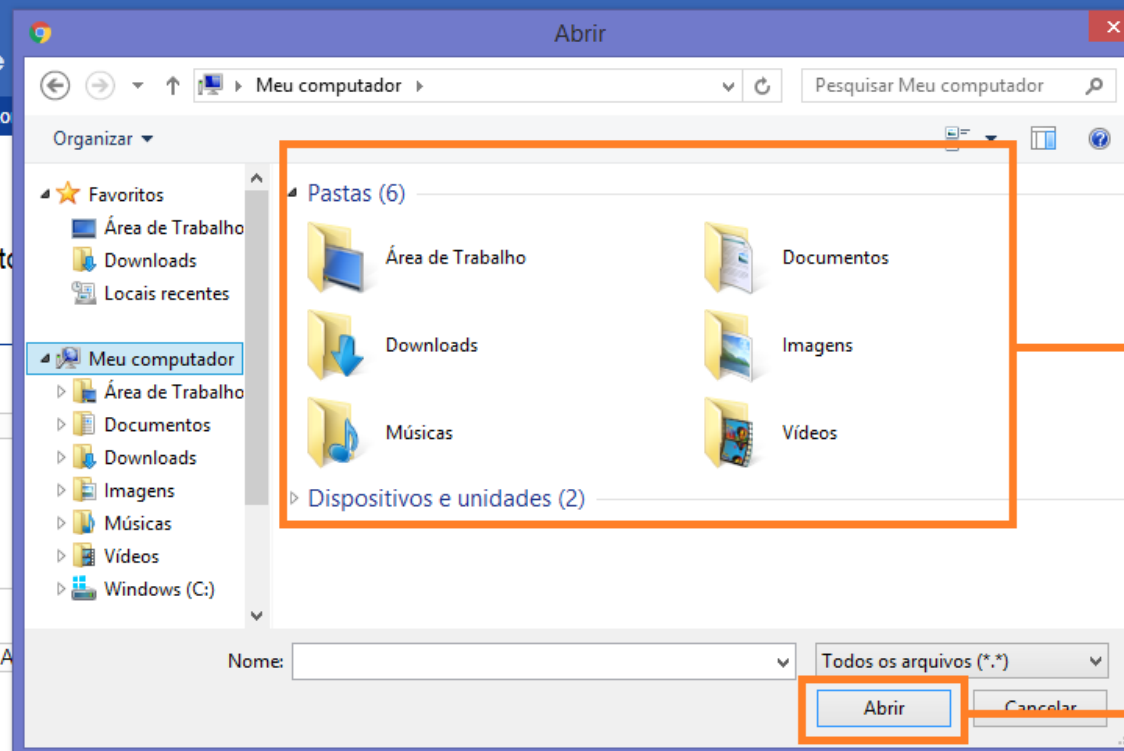 Abrir
Meu computador
Pesquisar Meu computador
Organizar
Favoritos
Área de Trabalho
Downloads
Locais recentes
Meu computador
Área de Trabalho
Documentos
Downloads
Imagens
Músicas
Vídeos
Windows (C:)
Pastas (6)
Área de Trabalho
Documentos
Downloads
Imagens
Músicas
Vídeos
Dispositivos e unidades (2)
Nome:
Todos os arquivos (*.*)
Abrir
Cancelar